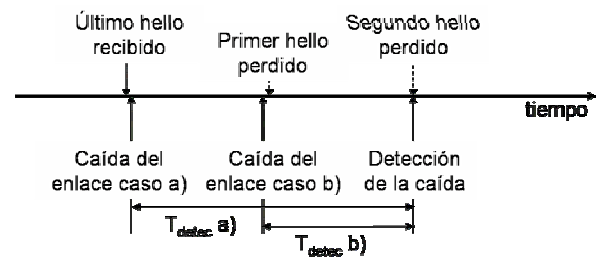 Último hello
recibido
Primer hello
perdido
Segundo hello
perdido
tiempo
Caída del
enlace caso a)
Caída del
enlace caso b)
Detección
de la caída
Tdetec a)
Tdetec b)